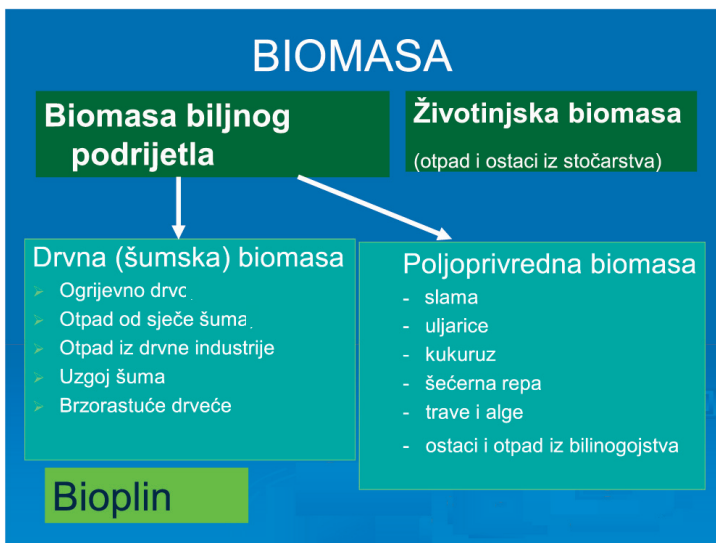 BIOMASA
Biomasa biljnog
podrijetla
Životinjska biomasa
(otpad i ostaci iz stočarstva)
Drvna (šumska) biomasa
Ogrijevno drvo
Otpad od sječe šuma
Otpad iz drvne industrije
Uzgoj šuma
Brzorastuće drveće
Poljoprivredna biomasa
- slama
- uljarice
- kukuruz
- šećerna repa
- trave i alge
- ostaci i otpad iz bilinogojstva
Bioplin